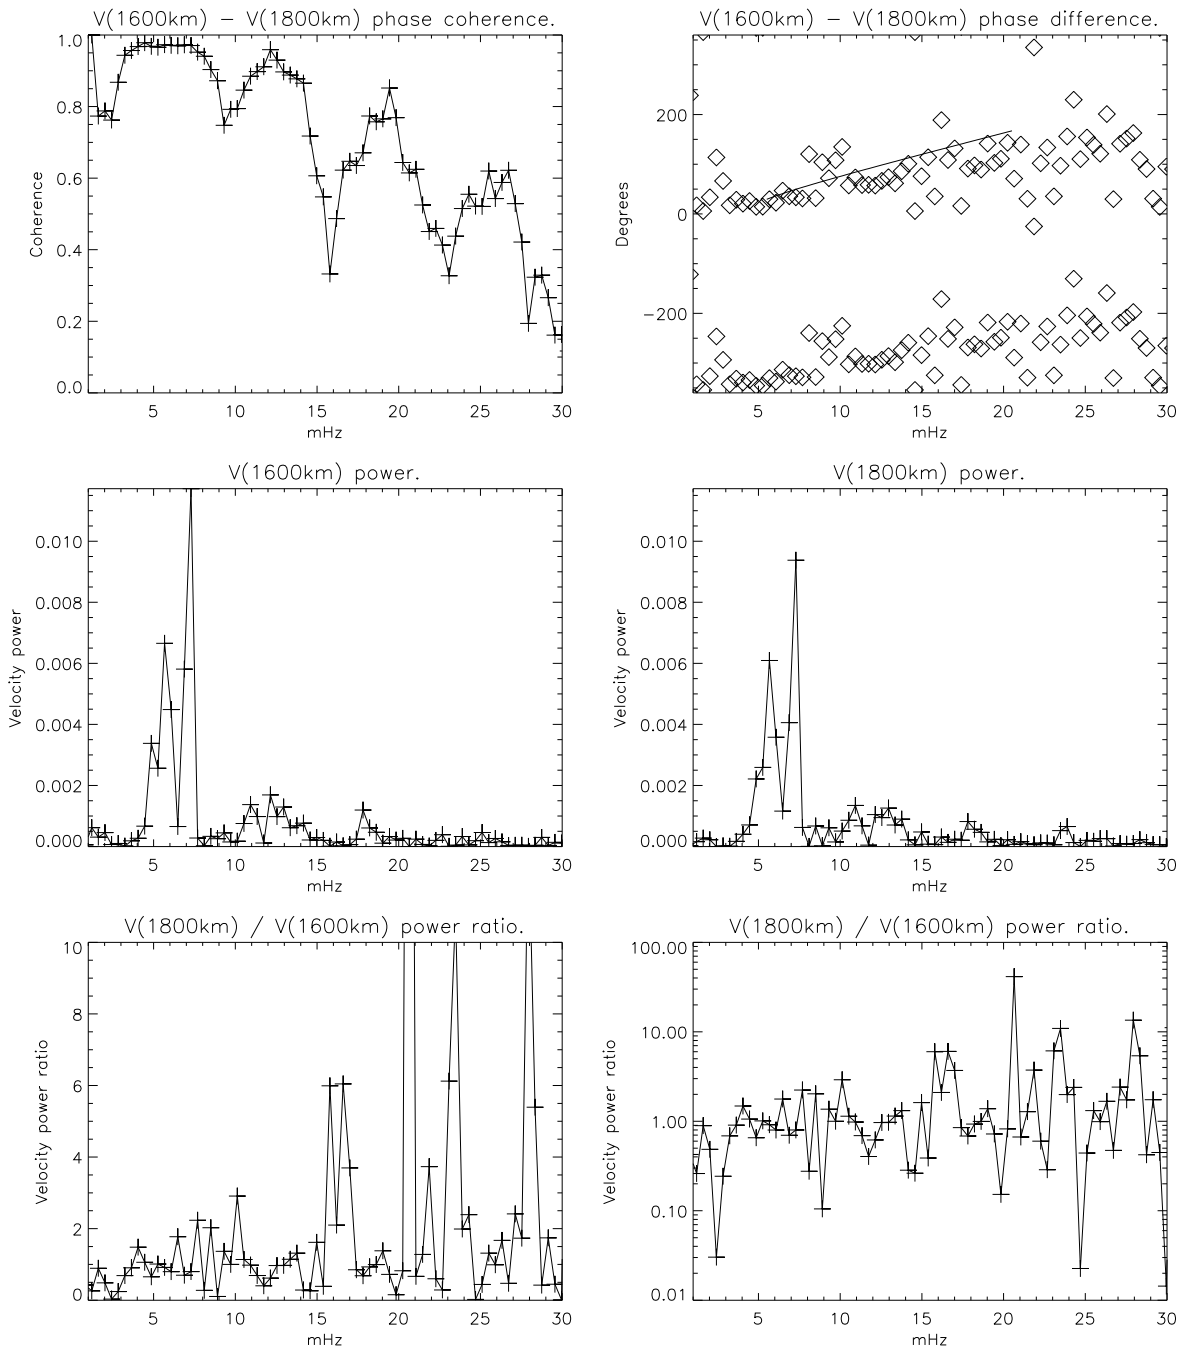 V(1600km) − V(1800km) phase coherence.
1.0
0.8
0.6
0.4
0.2
0.0
Coherence
5 10 15 20 25 30
mHz
V(1600km) − V(1800km) phase difference.
200
0
−200
Degrees
5 10 15 20 25 30
mHz
V(1600km) power.
0.010
0.008
0.006
0.004
0.002
0.000
Velocity power
5 10 15 20 25 30
mHz
V(1800km) power.
0.010
0.008
0.006
0.004
0.002
0.000
Velocity power
5 10 15 20 25 30
mHz
V(1800km) / V(1600km) power ratio.
10
8
6
4
2
0
Velocity power ratio
5 10 15 20 25 30
mHz
V(1800km) / V(1600km) power ratio.
100.00
10.00
1.00
0.10
0.01
Velocity power ratio
5 10 15 20 25 30
mHz